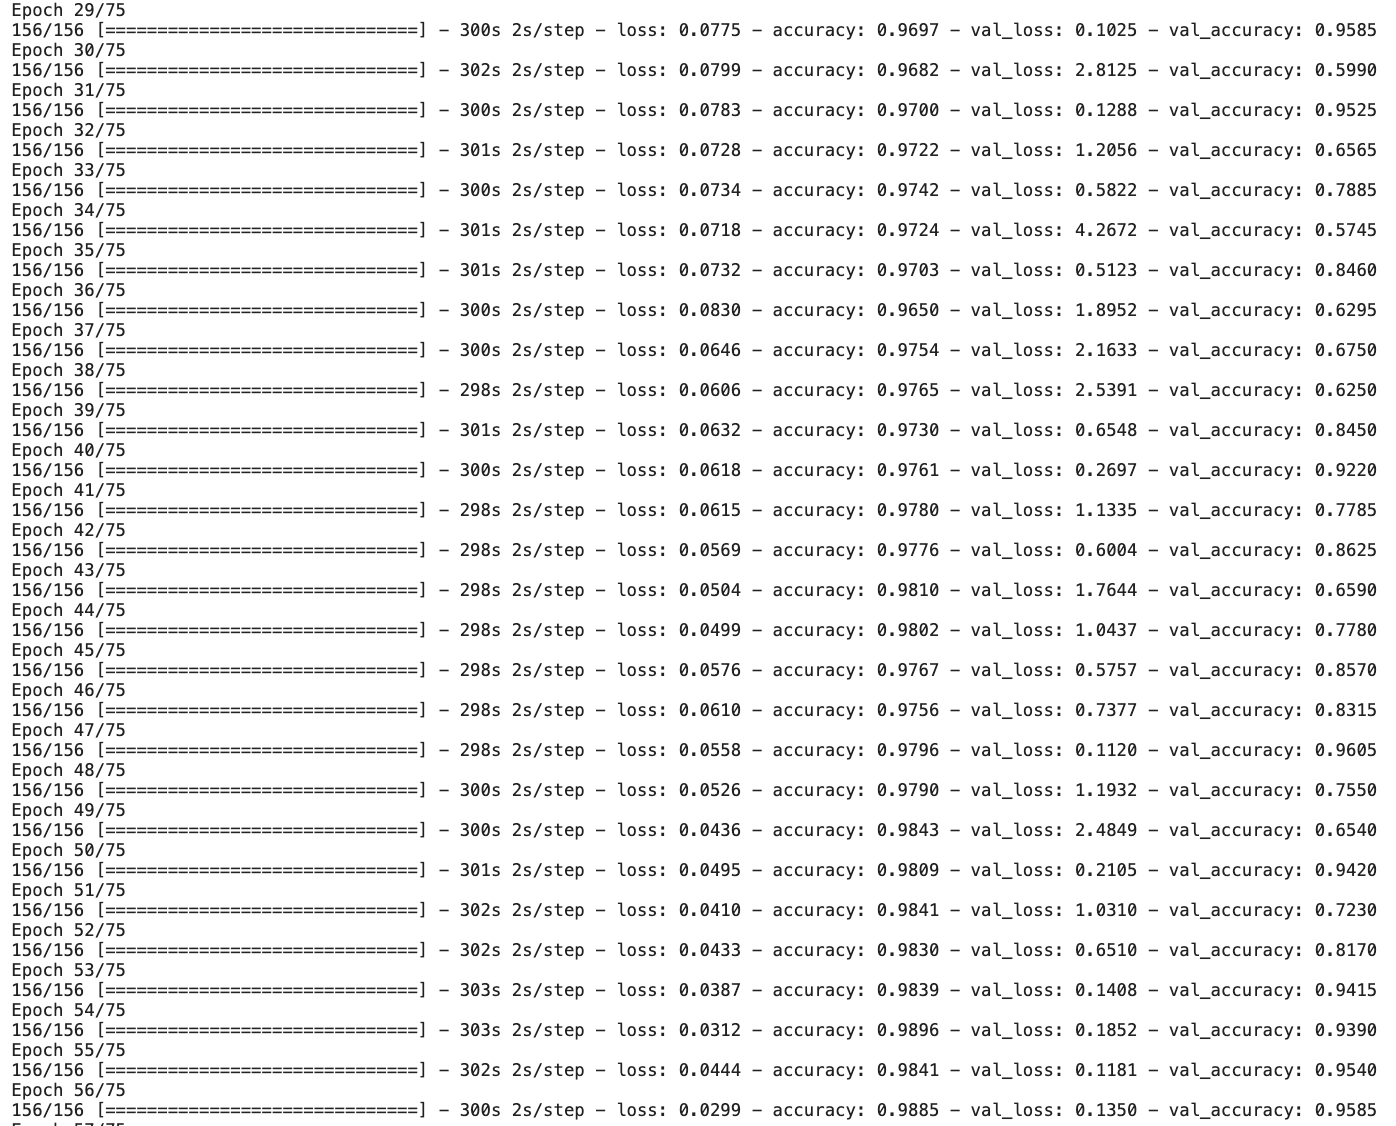 Epoch 29/75
156/156 [==============================] - 300s 2s/step - loss: 0.0775 - accuracy: 0.9697 - val_loss: 0.1025 - val_accuracy: 0.9585
Epoch 30/75
156/156 [==============================] - 302s 2s/step - loss: 0.0799 - accuracy: 0.9682 - val_loss: 2.8125 - val_accuracy: 0.5990
Epoch 31/75
156/156 [==============================] - 300s 2s/step - loss: 0.0783 - accuracy: 0.9700 - val_loss: 0.1288 - val_accuracy: 0.9525
Epoch 32/75
156/156 [==============================] - 301s 2s/step - loss: 0.0728 - accuracy: 0.9722 - val_loss: 1.2056 - val_accuracy: 0.6565
Epoch 33/75
156/156 [==============================] - 300s 2s/step - loss: 0.0734 - accuracy: 0.9742 - val_loss: 0.5822 - val_accuracy: 0.7885
Epoch 34/75
156/156 [==============================] - 301s 2s/step - loss: 0.0718 - accuracy: 0.9724 - val_loss: 4.2672 - val_accuracy: 0.5745
Epoch 35/75
156/156 [==============================] - 301s 2s/step - loss: 0.0732 - accuracy: 0.9703 - val_loss: 0.5123 - val_accuracy: 0.8460
Epoch 36/75
156/156 [==============================] - 300s 2s/step - loss: 0.0830 - accuracy: 0.9650 - val_loss: 1.8952 - val_accuracy: 0.6295
Epoch 37/75
156/156 [==============================] - 300s 2s/step - loss: 0.0646 - accuracy: 0.9754 - val_loss: 2.1633 - val_accuracy: 0.6750
Epoch 38/75
156/156 [==============================] - 298s 2s/step - loss: 0.0606 - accuracy: 0.9765 - val_loss: 2.5391 - val_accuracy: 0.6250
Epoch 39/75
156/156 [==============================] - 301s 2s/step - loss: 0.0632 - accuracy: 0.9730 - val_loss: 0.6548 - val_accuracy: 0.8450
Epoch 40/75
156/156 [==============================] - 300s 2s/step - loss: 0.0618 - accuracy: 0.9761 - val_loss: 0.2697 - val_accuracy: 0.9220
Epoch 41/75
156/156 [==============================] - 298s 2s/step - loss: 0.0615 - accuracy: 0.9780 - val_loss: 1.1335 - val_accuracy: 0.7785
Epoch 42/75
156/156 [==============================] - 298s 2s/step - loss: 0.0569 - accuracy: 0.9776 - val_loss: 0.6004 - val_accuracy: 0.8625
Epoch 43/75
156/156 [==============================] - 298s 2s/step - loss: 0.0504 - accuracy: 0.9810 - val_loss: 1.7644 - val_accuracy: 0.6590
Epoch 44/75
156/156 [==============================] - 298s 2s/step - loss: 0.0499 - accuracy: 0.9802 - val_loss: 1.0437 - val_accuracy: 0.7780
Epoch 45/75
156/156 [==============================] - 298s 2s/step - loss: 0.0576 - accuracy: 0.9767 - val_loss: 0.5757 - val_accuracy: 0.8570
Epoch 46/75
156/156 [==============================] - 298s 2s/step - loss: 0.0610 - accuracy: 0.9756 - val_loss: 0.7377 - val_accuracy: 0.8315
Epoch 47/75
156/156 [==============================] - 298s 2s/step - loss: 0.0558 - accuracy: 0.9796 - val_loss: 0.1120 - val_accuracy: 0.9605
Epoch 48/75
156/156 [==============================] - 300s 2s/step - loss: 0.0526 - accuracy: 0.9790 - val_loss: 1.1932 - val_accuracy: 0.7550
Epoch 49/75
156/156 [==============================] - 300s 2s/step - loss: 0.0436 - accuracy: 0.9843 - val_loss: 2.4849 - val_accuracy: 0.6540
Epoch 50/75
156/156 [==============================] - 301s 2s/step - loss: 0.0495 - accuracy: 0.9809 - val_loss: 0.2105 - val_accuracy: 0.9420
Epoch 51/75
156/156 [==============================] - 302s 2s/step - loss: 0.0410 - accuracy: 0.9841 - val_loss: 1.0310 - val_accuracy: 0.7230
Epoch 52/75
156/156 [==============================] - 302s 2s/step - loss: 0.0433 - accuracy: 0.9830 - val_loss: 0.6510 - val_accuracy: 0.8170
Epoch 53/75
156/156 [==============================] - 303s 2s/step - loss: 0.0387 - accuracy: 0.9839 - val_loss: 0.1408 - val_accuracy: 0.9415
Epoch 54/75
156/156 [==============================] - 303s 2s/step - loss: 0.0312 - accuracy: 0.9896 - val_loss: 0.1852 - val_accuracy: 0.9390
Epoch 55/75
156/156 [==============================] - 302s 2s/step - loss: 0.0444 - accuracy: 0.9841 - val_loss: 0.1181 - val_accuracy: 0.9540
Epoch 56/75
156/156 [==============================] - 300s 2s/step - loss: 0.0299 - accuracy: 0.9885 - val_loss: 0.1350 - val_accuracy: 0.9585